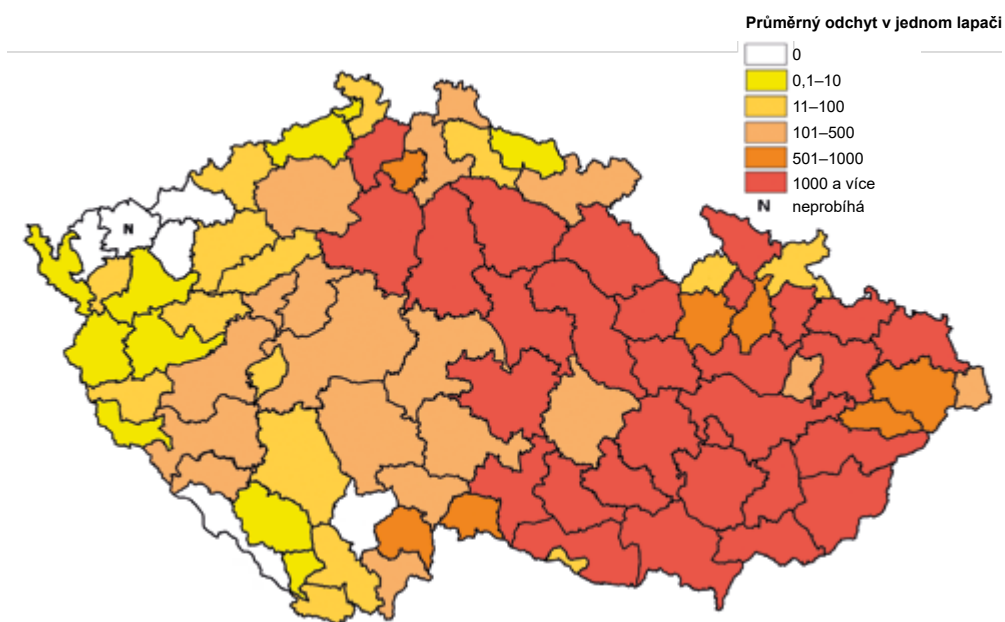 Průměrný odchyt v jednom lapači
0
0,1–10
11–100
101–500
501–1000
1000 a více
N neprobíhá
N